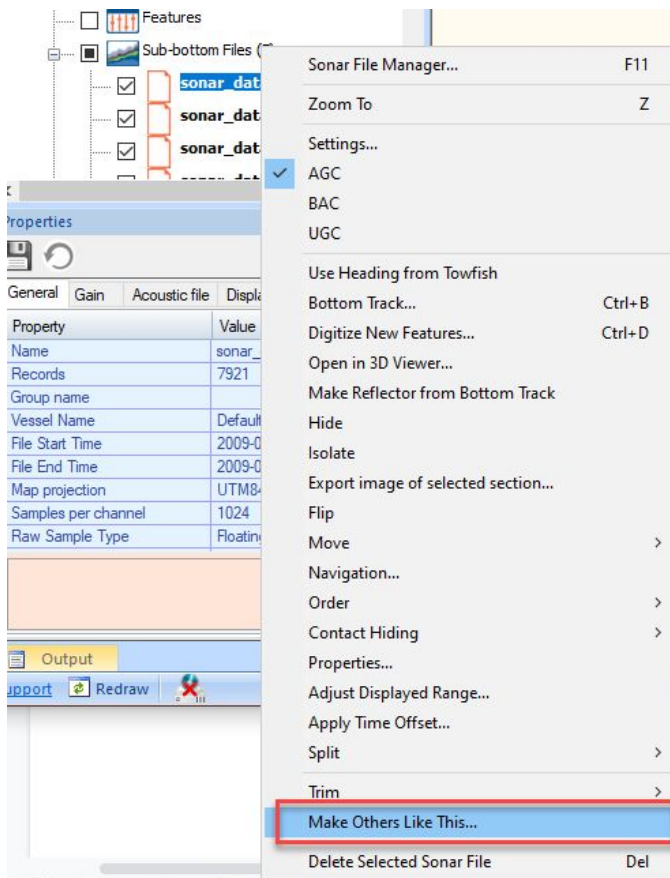 Features
Sub-bottom Files (
sonar_dat
sonar_dat
sonar_dat
Properties
General Gain Acoustic file Displa
Property Value
Name sonar_
Records 7921
Group name
Vessel Name Default
File Start Time 2009-0
File End Time 2009-0
Map projection UTM84
Samples per channel 1024
Raw Sample Type Floating
Output
upport Redraw
Sonar File Manager... F11
Zoom To Z
Settings...
AGC
BAC
UGC
Use Heading from Towfish
Bottom Track... Ctrl+B
Digitize New Features... Ctrl+D
Open in 3D Viewer...
Make Reflector from Bottom Track
Hide
Isolate
Export image of selected section...
Flip
Move
Navigation...
Order
Contact Hiding
Properties...
Adjust Displayed Range...
Apply Time Offset...
Split
Trim
Make Others Like This...
Delete Selected Sonar File Del